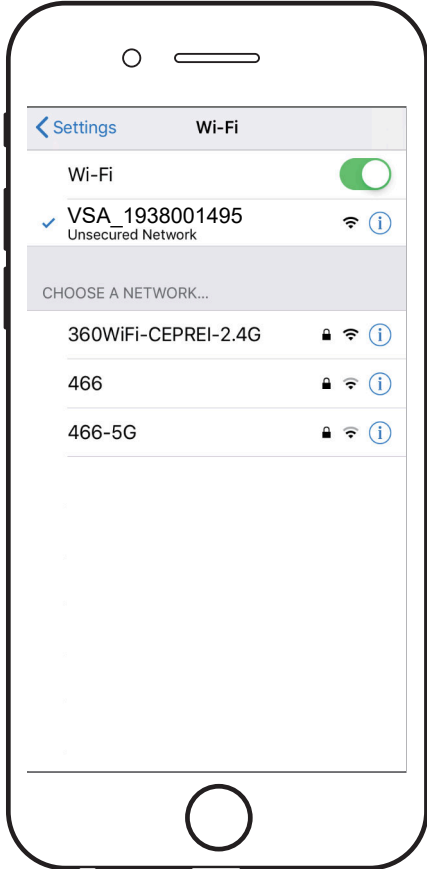 Settings Wi-Fi
Wi-Fi
VSA_1938001495
Unsecured Network
CHOOSE A NETWORK...
360WiFi-CEPREI-2.4G
466
466-5G